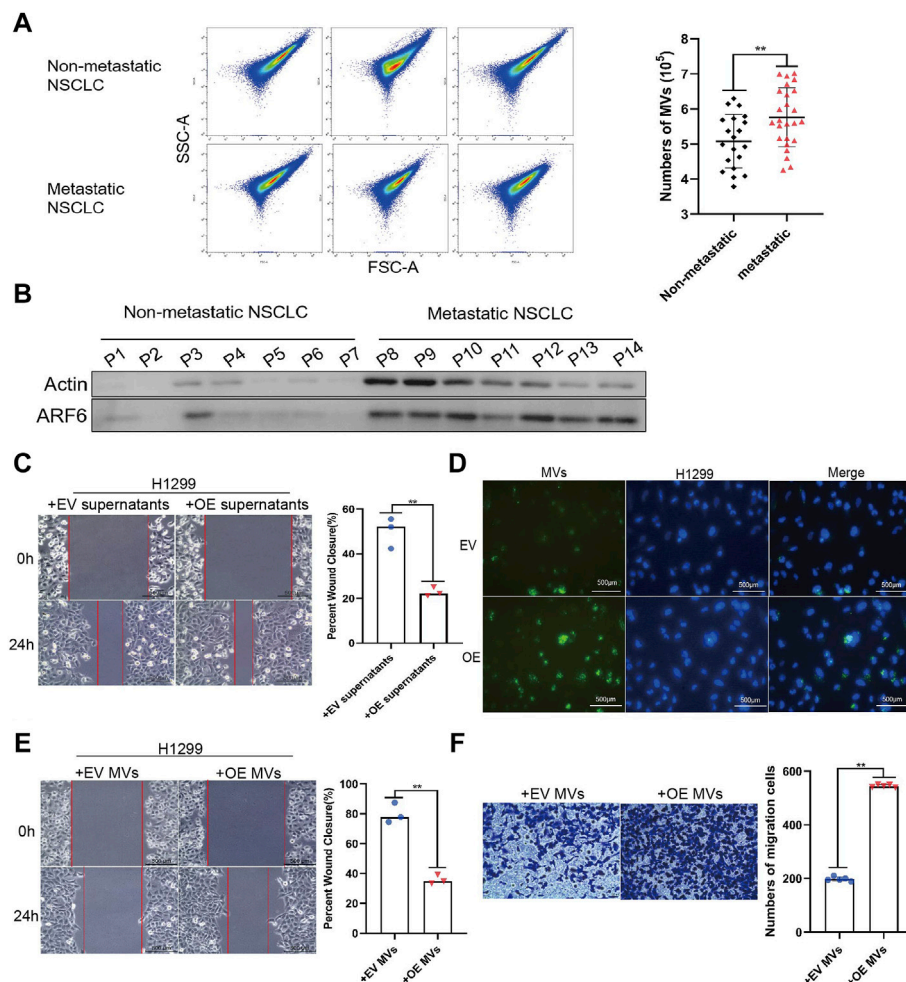 A
Non-metastatic
NSCLC
Metastatic
NSCLC
SSC-A
FSC-A
Numbers of MVs (10⁵)
8
7
6
5
4
3
**
Non-metastatic
metastatic
B
Non-metastatic NSCLC
Metastatic NSCLC
P1 P2 P3 P4 P5 P6 P7 P8 P9 P10 P11 P12 P13 P14
Actin
ARF6
C
H1299
+EV supernatants +OE supernatants
0h
24h
Percent Wound Closure(%)
60
40
20
0
**
+EV supernatants
+OE supernatants
D
MVs H1299 Merge
EV
500μm 500μm 500μm
OE
500μm 500μm 500μm
E
H1299
+EV MVs +OE MVs
0h
24h
Percent Wound Closure(%)
100
80
60
40
20
0
**
+EV MVs
+OE MVs
F
+EV MVs +OE MVs
Numbers of migration cells
600
400
200
0
**
+EV MVs
+OE MVs